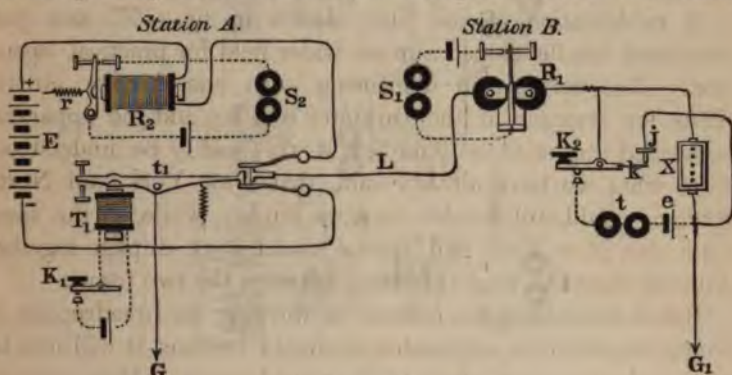 Station A.
Station B.
+
r
R2
E
S2
S1
R1
t1
L
K2
j
k
X
T1
t
e
K1
G
G1